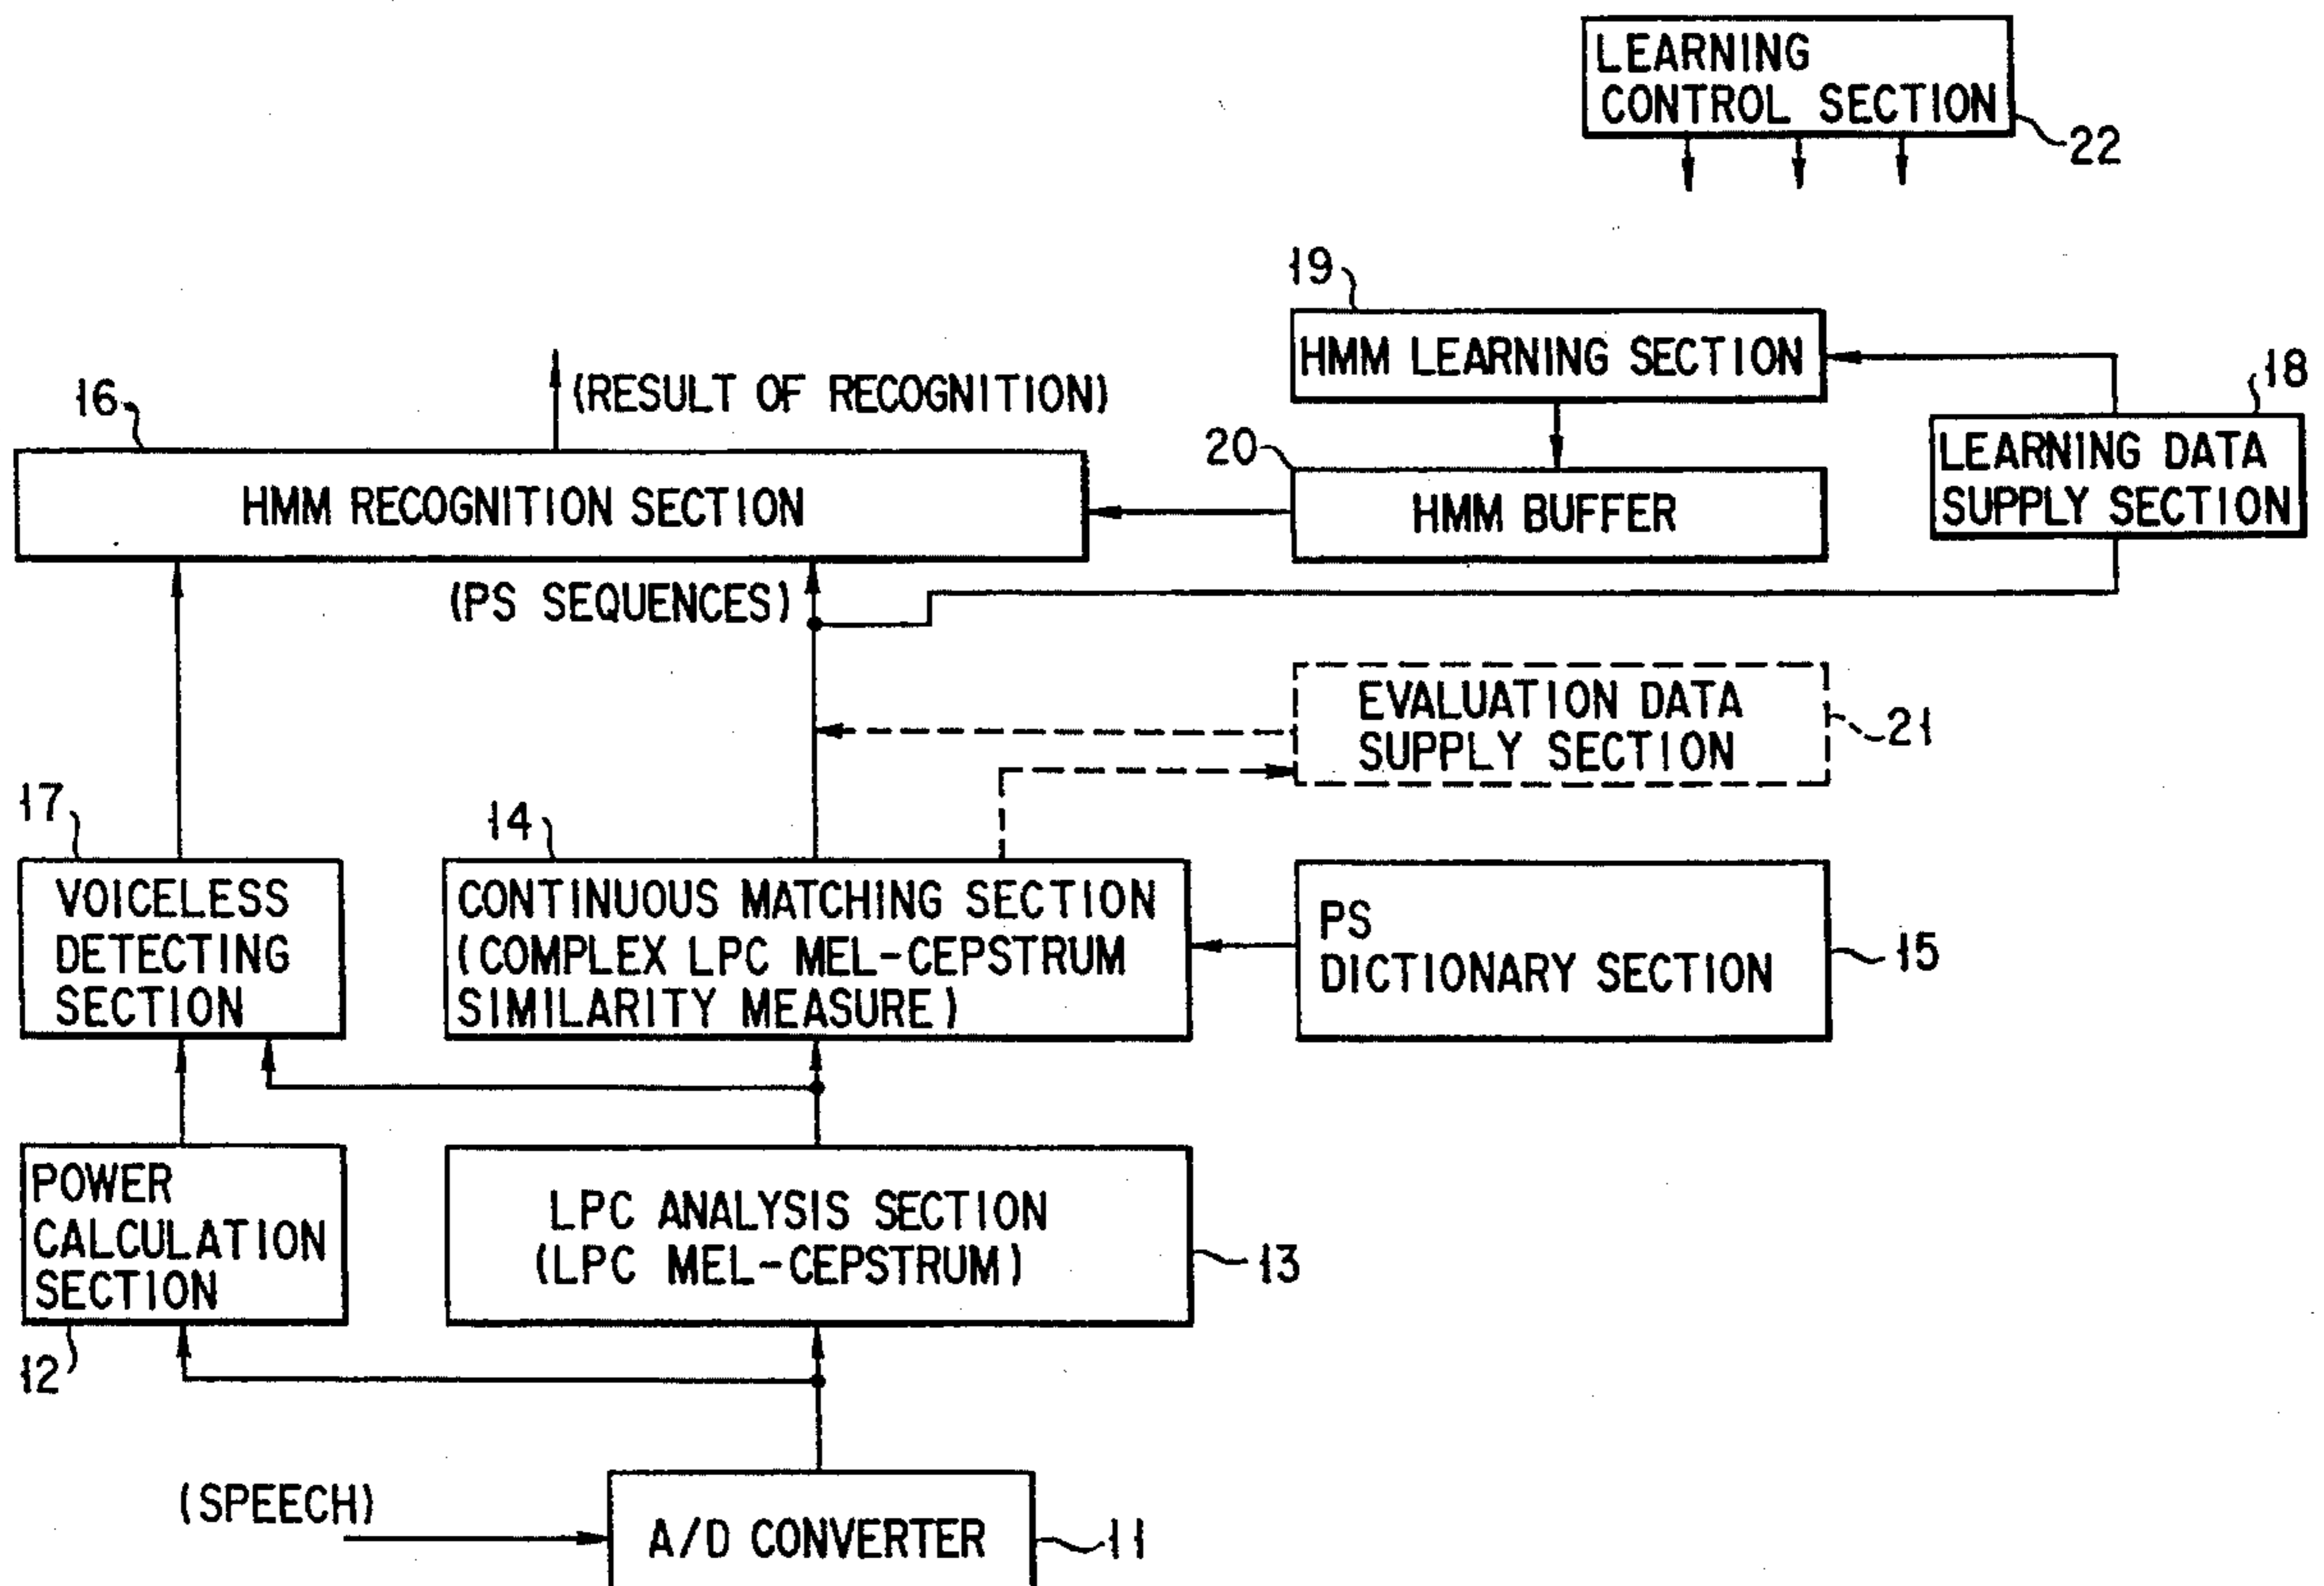 LEARNING
CONTROL SECTION
22
19
HMM LEARNING SECTION
18
16
(RESULT OF RECOGNITION)
20
LEARNING DATA
SUPPLY SECTION
HMM RECOGNITION SECTION
HMM BUFFER
(PS SEQUENCES)
EVALUATION DATA
SUPPLY SECTION
21
17
14
VOICELESS
DETECTING
SECTION
CONTINUOUS MATCHING SECTION
(COMPLEX LPC MEL-CEPSTRUM
SIMILARITY MEASURE)
PS
DICTIONARY SECTION
15
POWER
CALCULATION
SECTION
LPC ANALYSIS SECTION
(LPC MEL-CEPSTRUM)
13
12
(SPEECH)
A/D CONVERTER
11